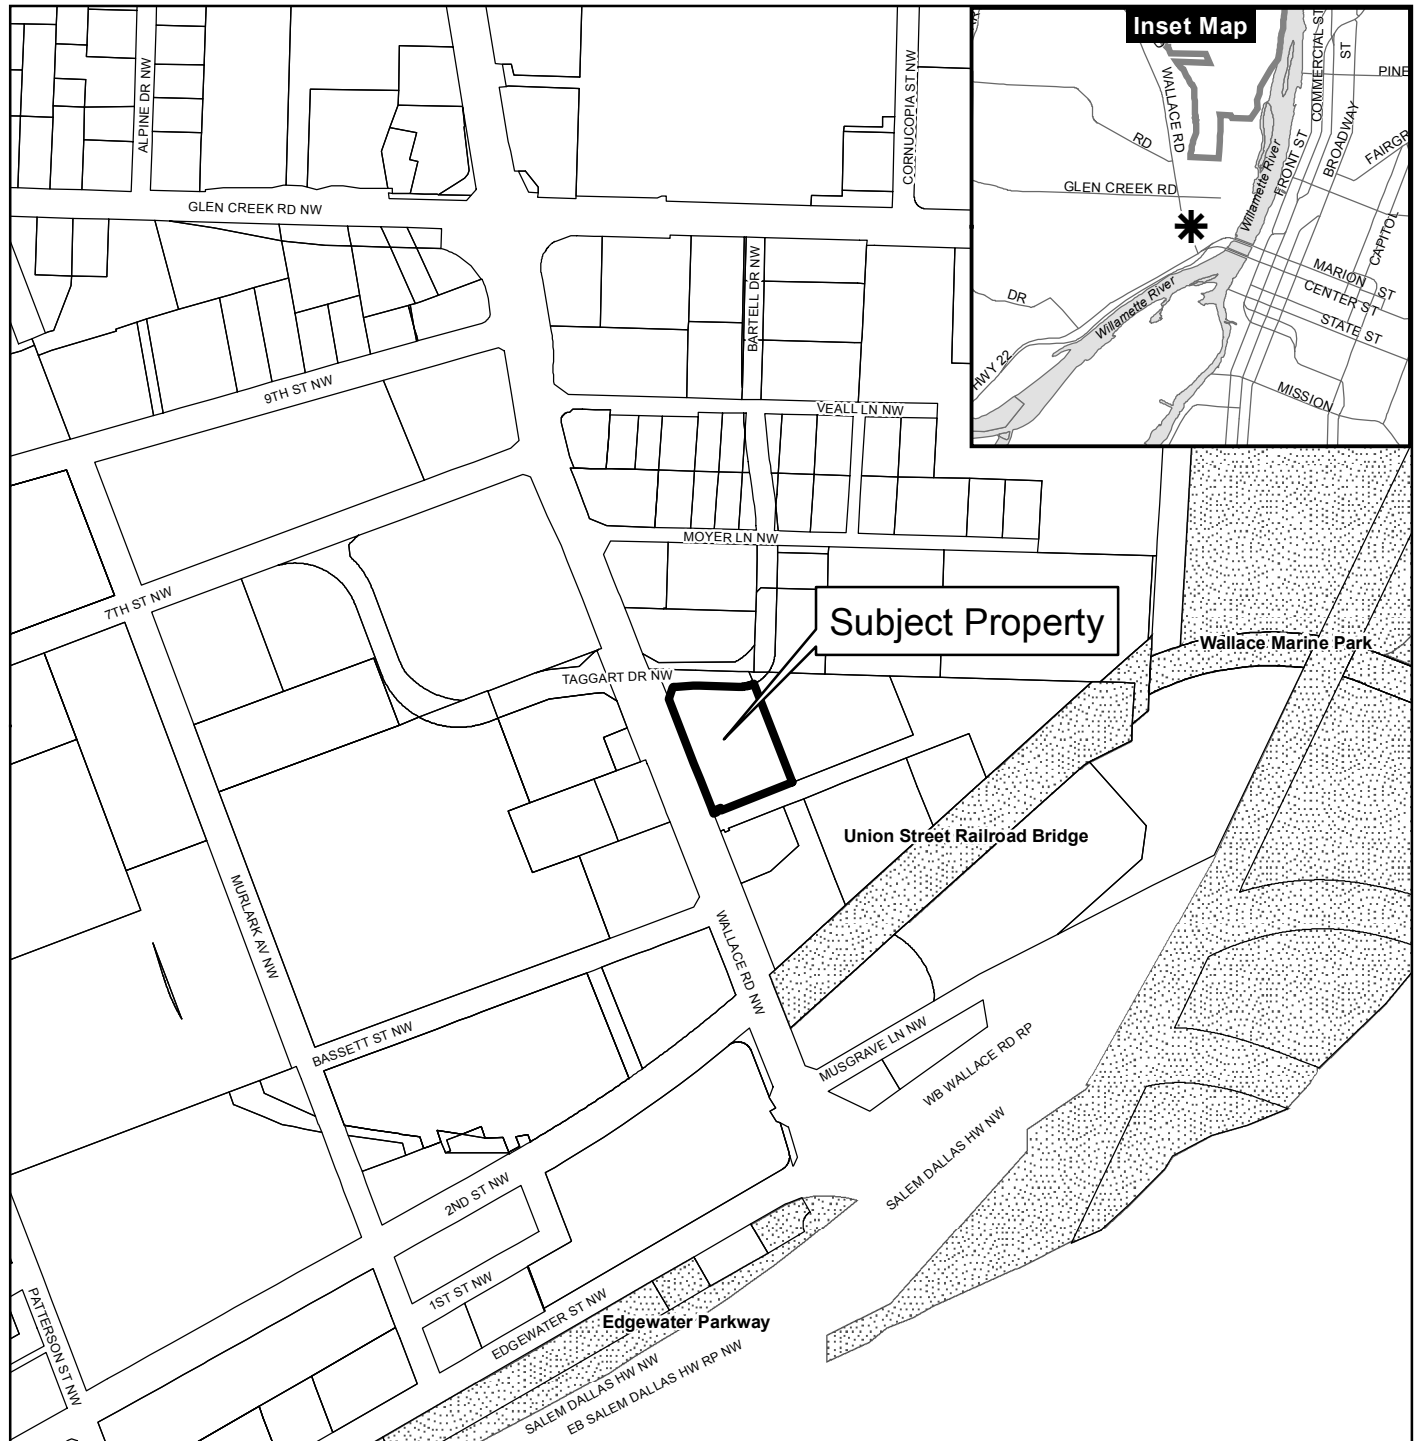 Inset Map
WALLACE RD
COMMERCIAL ST
ST
PINE
BROADWAY
FRONT ST
FAIRGR
RD
GLEN CREEK RD
Willamette River
CAPITOL
MARION ST
CENTER ST
STATE ST
DR
Willamette River
HWY 22
MISSION
ALPINE DR NW
CORNUCOPIA ST NW
GLEN CREEK RD NW
BARTELL DR NW
9TH ST NW
VEALL LN NW
MOYER LN NW
7TH ST NW
Subject Property
Wallace Marine Park
TAGGART DR NW
Union Street Railroad Bridge
MURLARK AV NW
WALLACE RD NW
BASSETT ST NW
MUSGRAVE LN NW
WB WALLACE RD RP
SALEM DALLAS HW NW
2ND ST NW
1ST ST NW
PATTERSON ST NW
EDGEWATER ST NW
Edgewater Parkway
SALEM DALLAS HW NW
EB SALEM DALLAS HW RP NW